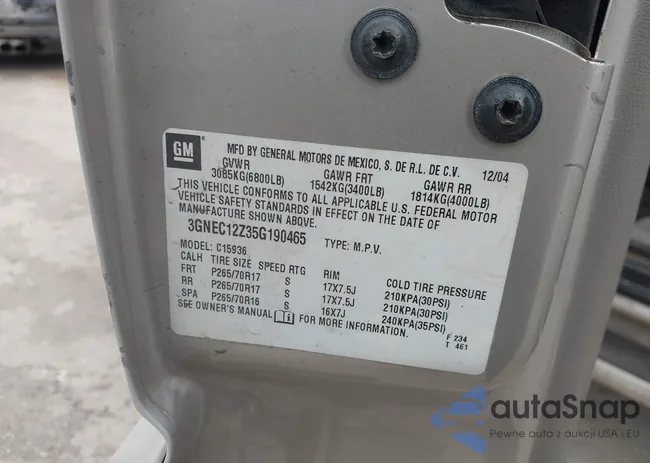 GM
MFD BY GENERAL MOTORS DE MEXICO, S. DE R.L. DE C.V. 12/04
GVWR GAWR FRT GAWR RR
3085KG(6800LB) 1542KG(3400LB) 1814KG(4000LB)
THIS VEHICLE CONFORMS TO ALL APPLICABLE U.S. FEDERAL MOTOR
VEHICLE SAFETY STANDARDS IN EFFECT ON THE DATE OF
MANUFACTURE SHOWN ABOVE.
3GNEC12Z35G190465 TYPE: M.P.V.
MODEL: C15936
CALH TIRE SIZE SPEED RTG RIM COLD TIRE PRESSURE
FRT P265/70R17 S 17X7.5J 210KPA(30PSI)
RR P265/70R17 S 17X7.5J 210KPA(30PSI)
SPA P265/70R16 S 16X7J 240KPA(35PSI)
SEE OWNER'S MANUAL FOR MORE INFORMATION.
F 234
T 461
autaSnap
Pewne auta z aukcji USA i EU